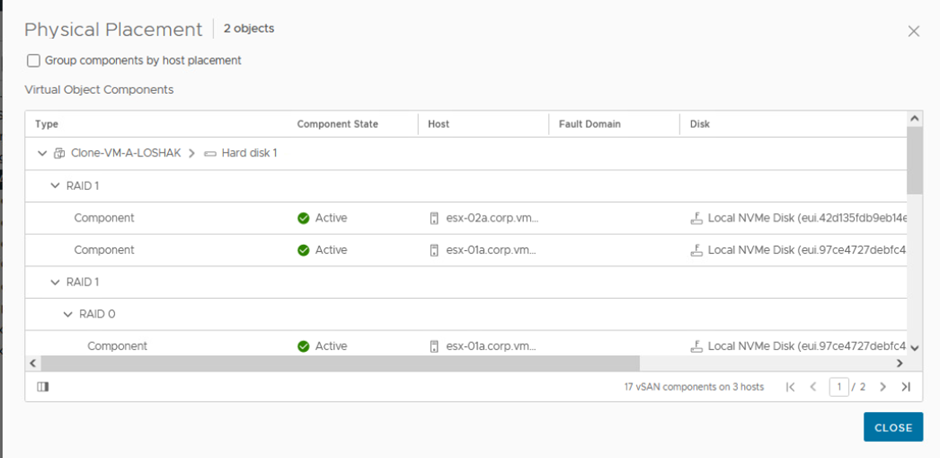 Physical Placement 2 objects
Group components by host placement
Virtual Object Components
Type Component State Host Fault Domain Disk
Clone-VM-A-LOSHAK > Hard disk 1
RAID 1
Component Active esx-02a.corp.vm... Local NVMe Disk (eui.42d135fdb9eb14e
Component Active esx-01a.corp.vm... Local NVMe Disk (eui.97ce4727debfc4
RAID 1
RAID 0
Component Active esx-01a.corp.vm... Local NVMe Disk (eui.97ce4727debfc4
17 vSAN components on 3 hosts 1 / 2
CLOSE